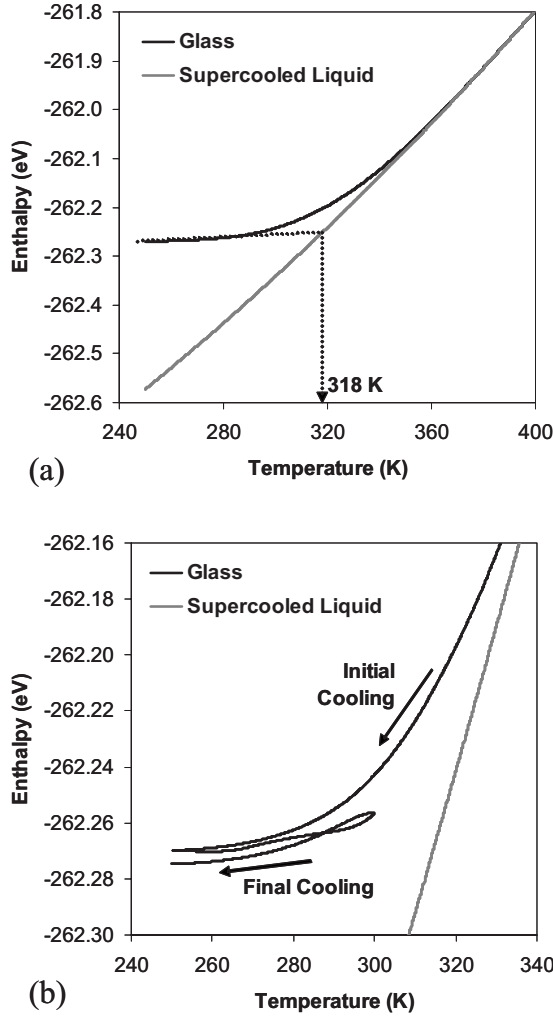 -261.8
-261.9
-262.0
-262.1
-262.2
-262.3
-262.4
-262.5
-262.6
Enthalpy (eV)
Glass
Supercooled Liquid
318 K
240 280 320 360 400
Temperature (K)
(a)
-262.16
-262.18
-262.20
-262.22
-262.24
-262.26
-262.28
-262.30
Enthalpy (eV)
Glass
Supercooled Liquid
Initial
Cooling
Final Cooling
240 260 280 300 320 340
Temperature (K)
(b)